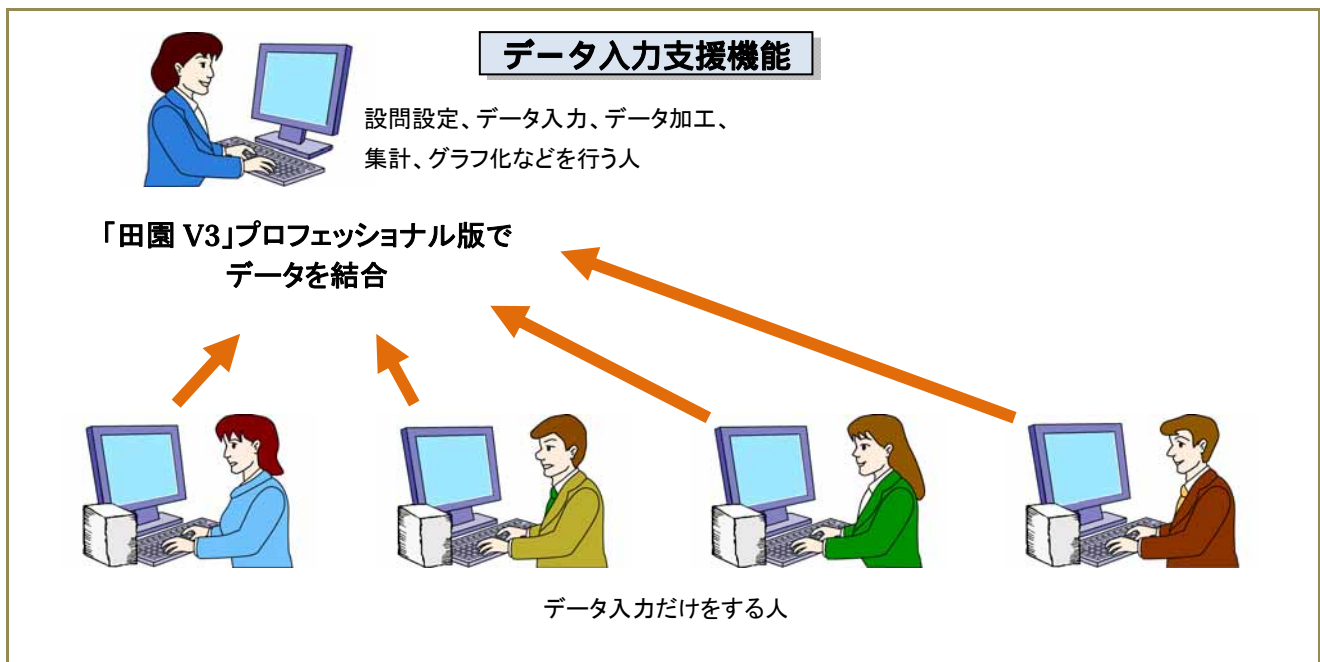 データ入力支援機能
設問設定、データ入力、データ加工、
集計、グラフ化などを行う人
「田園 V3」プロフェッショナル版で
データを結合
データ入力だけをする人